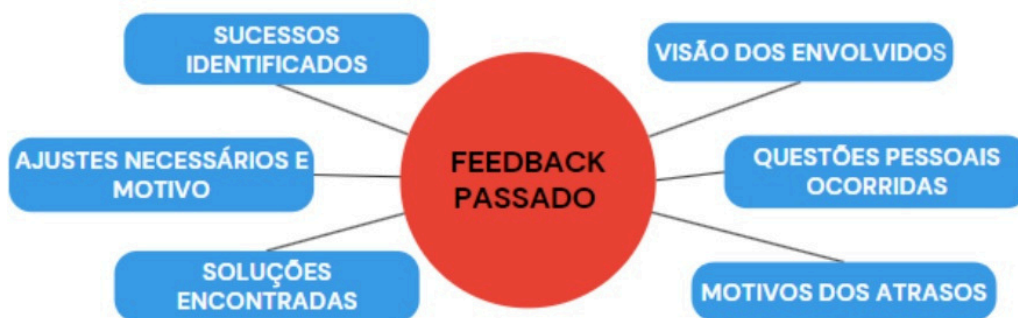 SUCESSOS
IDENTIFICADOS
VISÃO DOS ENVOLVIDOS
AJUSTES NECESSÁRIOS E
MOTIVO
FEEDBACK
PASSADO
QUESTÕES PESSOAIS
OCORRIDAS
SOLUÇÕES
ENCONTRADAS
MOTIVOS DOS ATRASOS